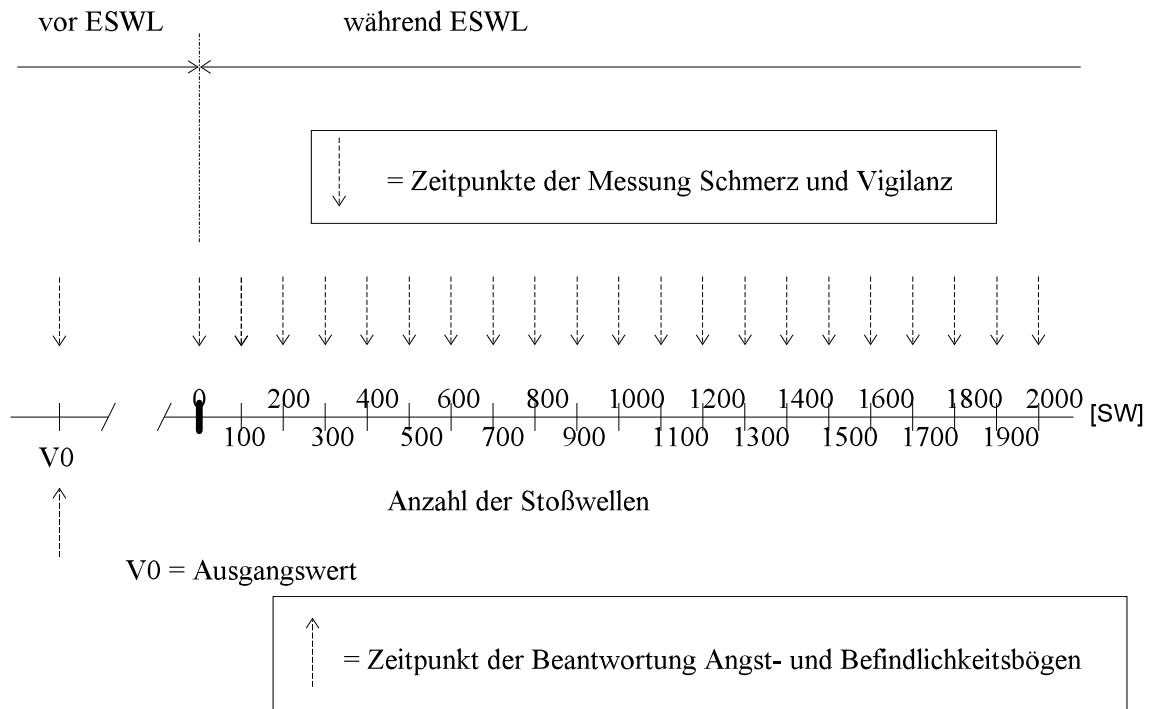 vor ESWL während ESWL
= Zeitpunkte der Messung Schmerz und Vigilanz
0 200 400 600 800 1000 1200 1400 1600 1800 2000 [SW]
100 300 500 700 900 1100 1300 1500 1700 1900
V0
Anzahl der Stoßwellen
V0 = Ausgangswert
= Zeitpunkt der Beantwortung Angst- und Befindlichkeitsbögen